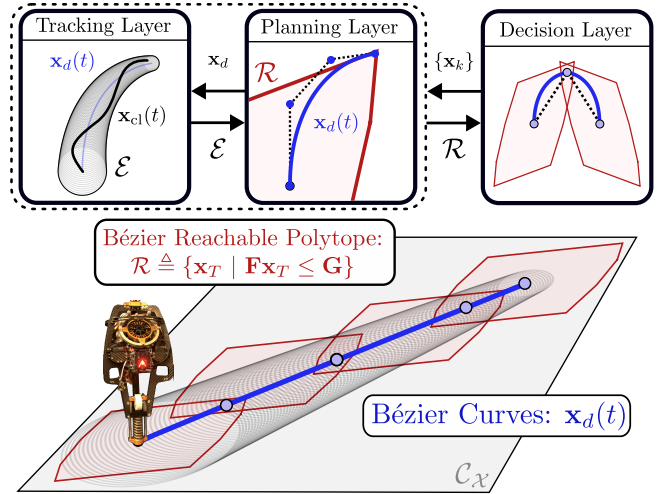 Tracking Layer
Planning Layer
Decision Layer
𝐱_d(t)
𝐱_cl(t)
ℰ
𝐱_d
ℰ
ℛ
𝐱_d(t)
{𝐱_k}
ℛ
Bézier Reachable Polytope:
ℛ ≜ {𝐱_T | 𝐅𝐱_T ≤ 𝐆}
Bézier Curves: 𝐱_d(t)
𝒞_𝒳